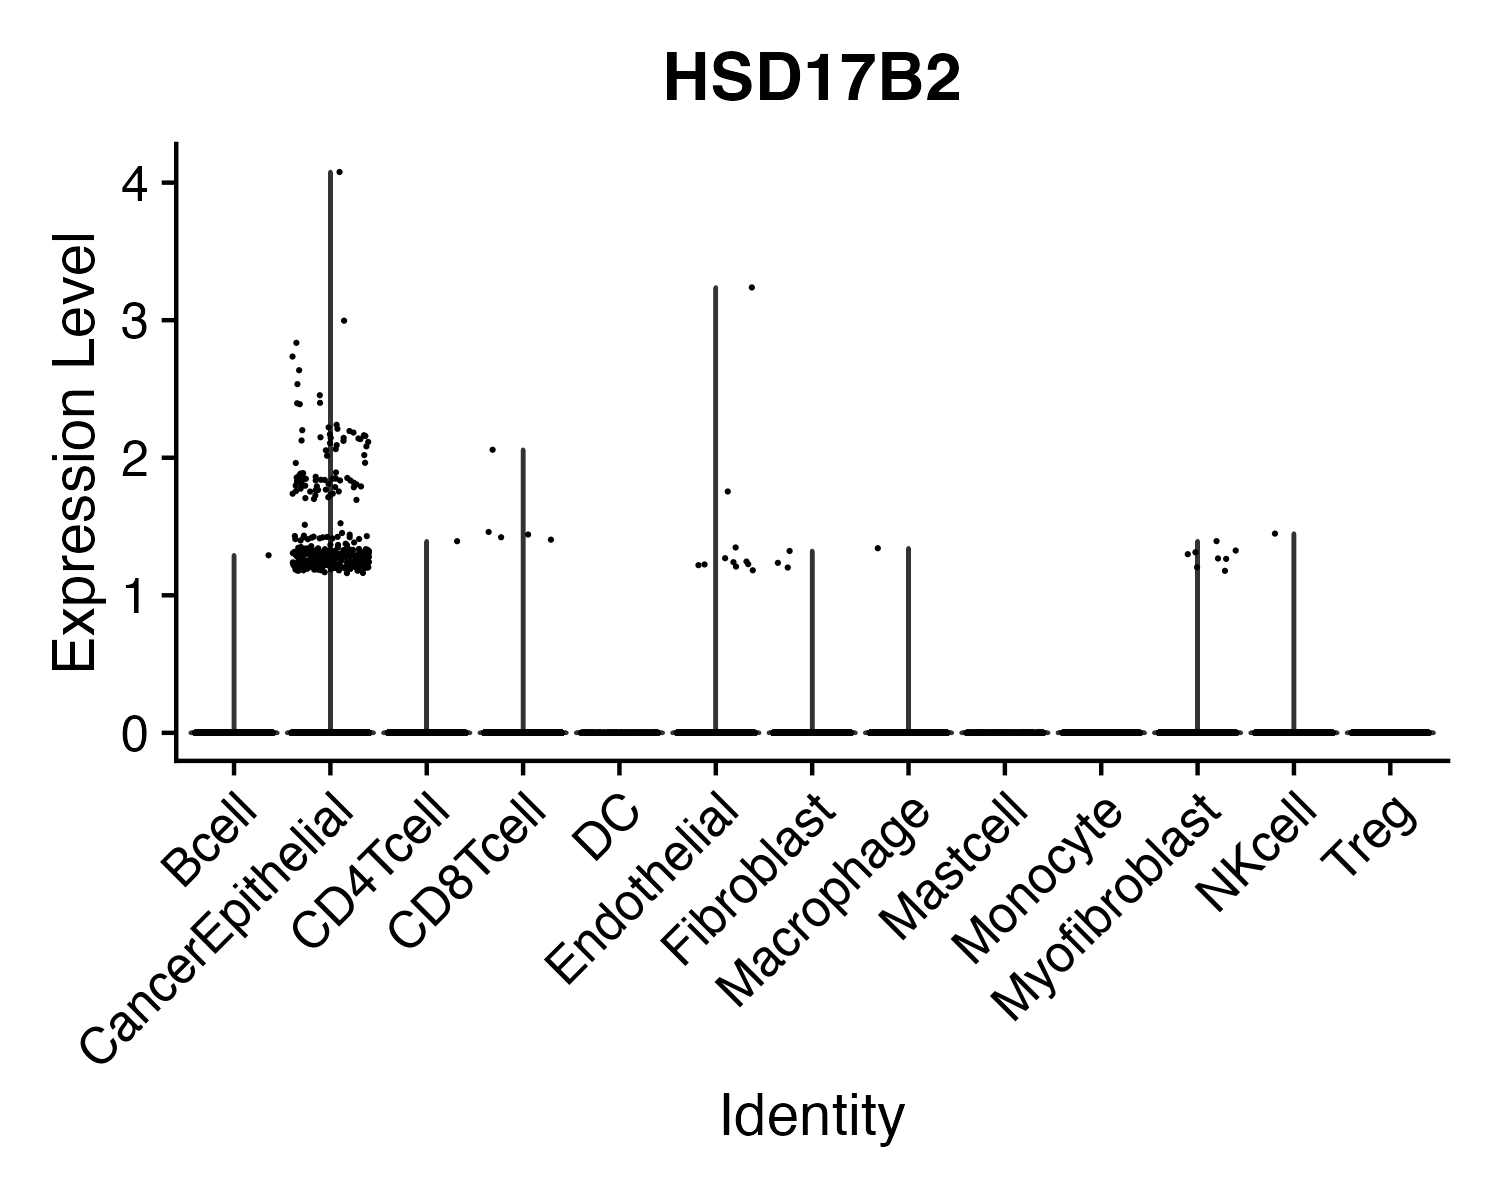 HSD17B2
Expression Level
4
3
2
1
0
Bcell
CancerEpithelial
CD4Tcell
CD8Tcell
DC
Endothelial
Fibroblast
Macrophage
Mastcell
Monocyte
Myofibroblast
NKcell
Treg
Identity